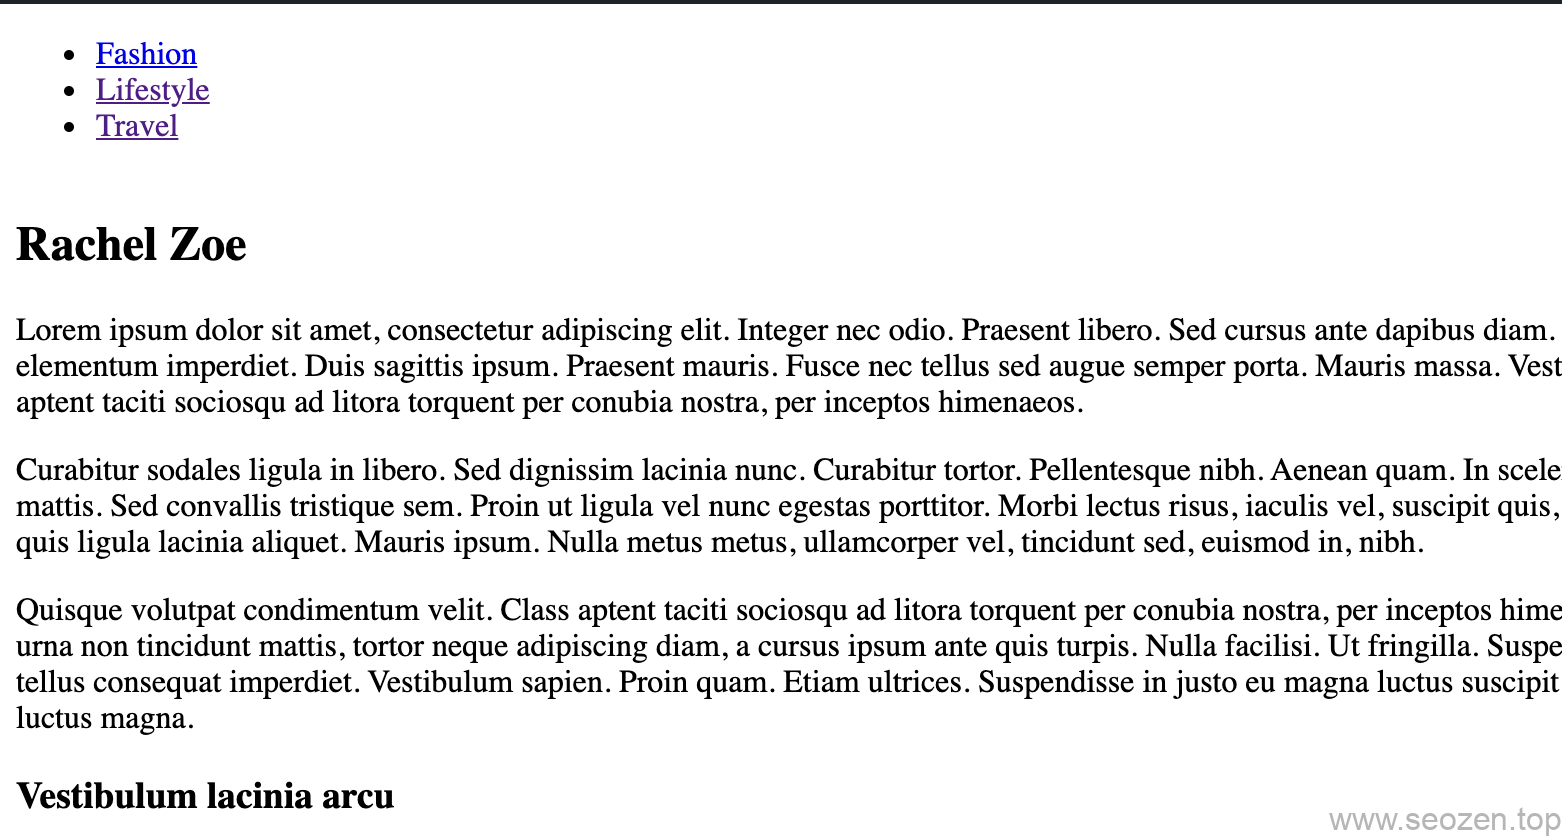 Fashion
Lifestyle
Travel
Rachel Zoe
Lorem ipsum dolor sit amet, consectetur adipiscing elit. Integer nec odio. Praesent libero. Sed cursus ante dapibus diam.
elementum imperdiet. Duis sagittis ipsum. Praesent mauris. Fusce nec tellus sed augue semper porta. Mauris massa. Vest
aptent taciti sociosqu ad litora torquent per conubia nostra, per inceptos himenaeos.
Curabitur sodales ligula in libero. Sed dignissim lacinia nunc. Curabitur tortor. Pellentesque nibh. Aenean quam. In scele
mattis. Sed convallis tristique sem. Proin ut ligula vel nunc egestas porttitor. Morbi lectus risus, iaculis vel, suscipit quis,
quis ligula lacinia aliquet. Mauris ipsum. Nulla metus metus, ullamcorper vel, tincidunt sed, euismod in, nibh.
Quisque volutpat condimentum velit. Class aptent taciti sociosqu ad litora torquent per conubia nostra, per inceptos hime
urna non tincidunt mattis, tortor neque adipiscing diam, a cursus ipsum ante quis turpis. Nulla facilisi. Ut fringilla. Suspe
tellus consequat imperdiet. Vestibulum sapien. Proin quam. Etiam ultrices. Suspendisse in justo eu magna luctus suscipit
luctus magna.
Vestibulum lacinia arcu
www.seozen.top